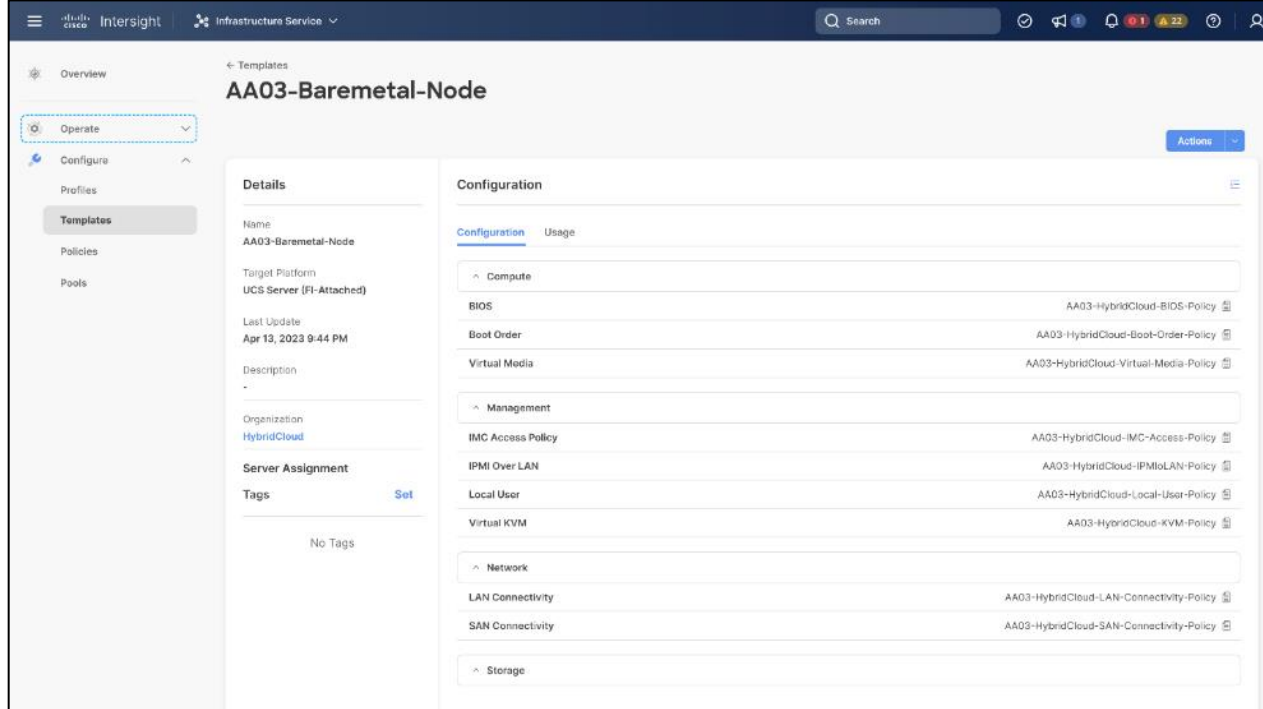 cisco Intersight Infrastructure Service Search 1 1 22
Overview
Operate
Configure
Profiles
Templates
Policies
Pools
← Templates
AA03-Baremetal-Node
Actions
Details
Name
AA03-Baremetal-Node
Target Platform
UCS Server (FI-Attached)
Last Update
Apr 13, 2023 9:44 PM
Description
-
Organization
HybridCloud
Server Assignment
Tags Set
No Tags
Configuration
Configuration Usage
Compute
BIOS AA03-HybridCloud-BIOS-Policy
Boot Order AA03-HybridCloud-Boot-Order-Policy
Virtual Media AA03-HybridCloud-Virtual-Media-Policy
Management
IMC Access Policy AA03-HybridCloud-IMC-Access-Policy
IPMI Over LAN AA03-HybridCloud-IPMIoLAN-Policy
Local User AA03-HybridCloud-Local-User-Policy
Virtual KVM AA03-HybridCloud-KVM-Policy
Network
LAN Connectivity AA03-HybridCloud-LAN-Connectivity-Policy
SAN Connectivity AA03-HybridCloud-SAN-Connectivity-Policy
Storage